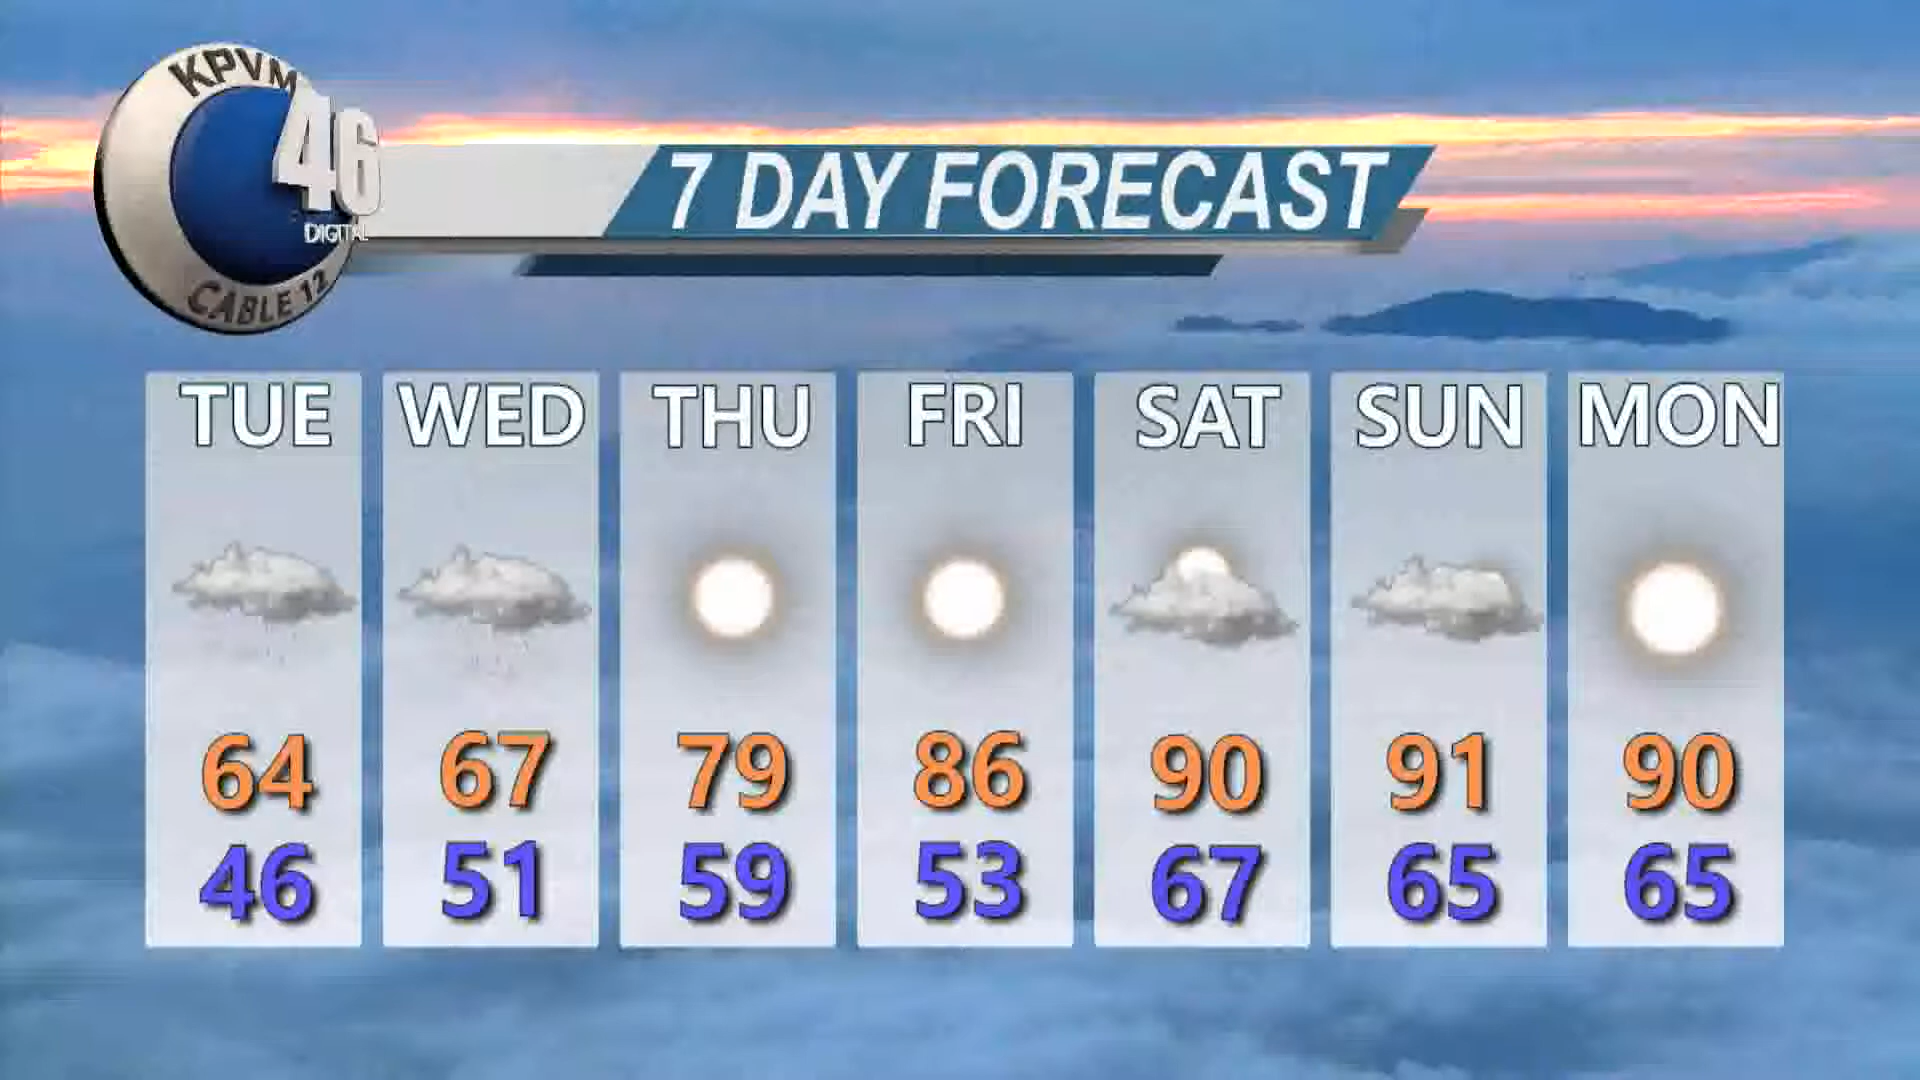 KPVM
46
DIGITAL
CABLE 12
7 DAY FORECAST
TUE WED THU FRI SAT SUN MON
64 67 79 86 90 91 90
46 51 59 53 67 65 65